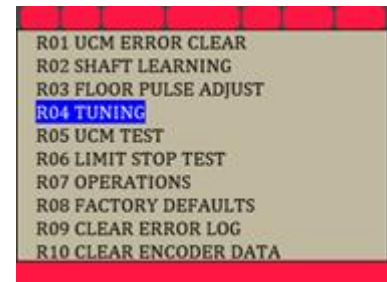 R01 UCM ERROR CLEAR
R02 SHAFT LEARNING
R03 FLOOR PULSE ADJUST
R04 TUNING
R05 UCM TEST
R06 LIMIT STOP TEST
R07 OPERATIONS
R08 FACTORY DEFAULTS
R09 CLEAR ERROR LOG
R10 CLEAR ENCODER DATA